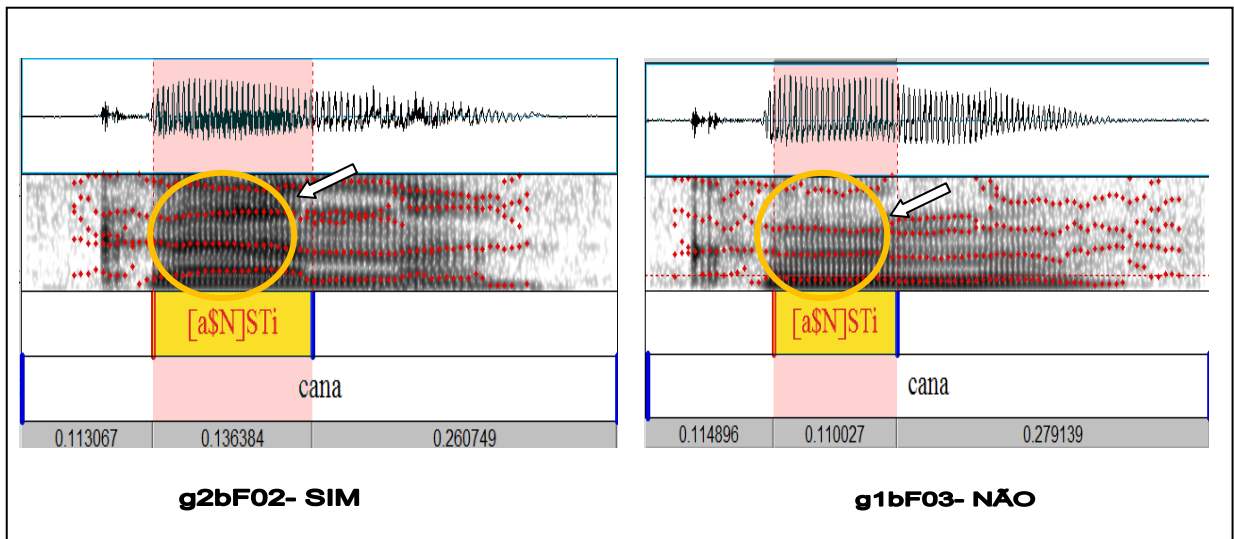 [a$N]STi
cana
0.113067 0.136384 0.260749
g2bF02- SIM
[a$N]STi
cana
0.114896 0.110027 0.279139
g1bF03- NÃO